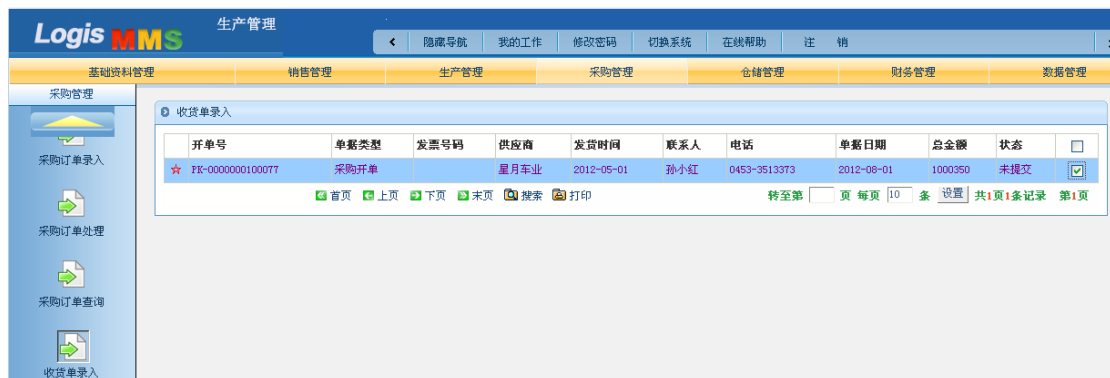 Logis MMS
生产管理
隐藏导航 我的工作 修改密码 切换系统 在线帮助 注 销
基础资料管理 销售管理 生产管理 采购管理 仓储管理 财务管理 数据管理
采购管理
采购订单录入
采购订单处理
采购订单查询
收货单录入
收货单录入
开单号 单据类型 发票号码 供应商 发货时间 联系人 电话 单据日期 总金额 状态
PK-0000000100077 采购开单 星月车业 2012-05-01 孙小红 0453-3513373 2012-08-01 1000350 未提交
首页 上页 下页 末页 搜索 打印 转至第 页 每页 10 条 设置 共1页1条记录 第1页